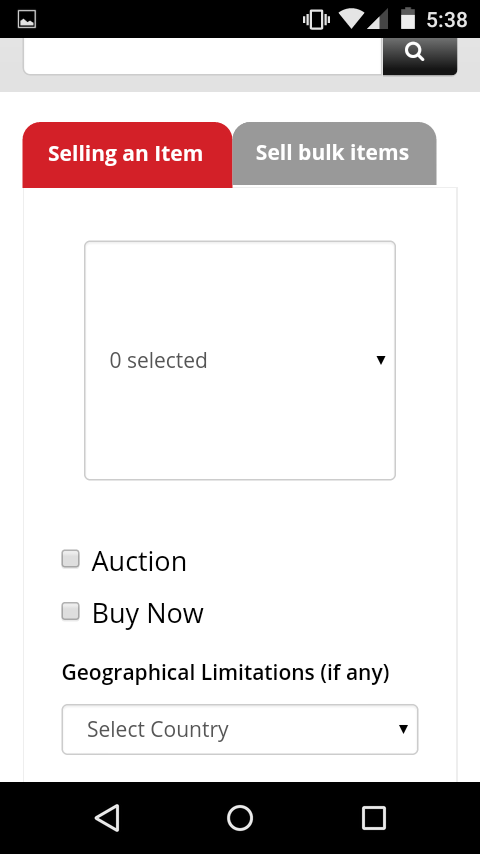 5:38
Selling an Item
Sell bulk items
0 selected
Auction
Buy Now
Geographical Limitations (if any)
Select Country